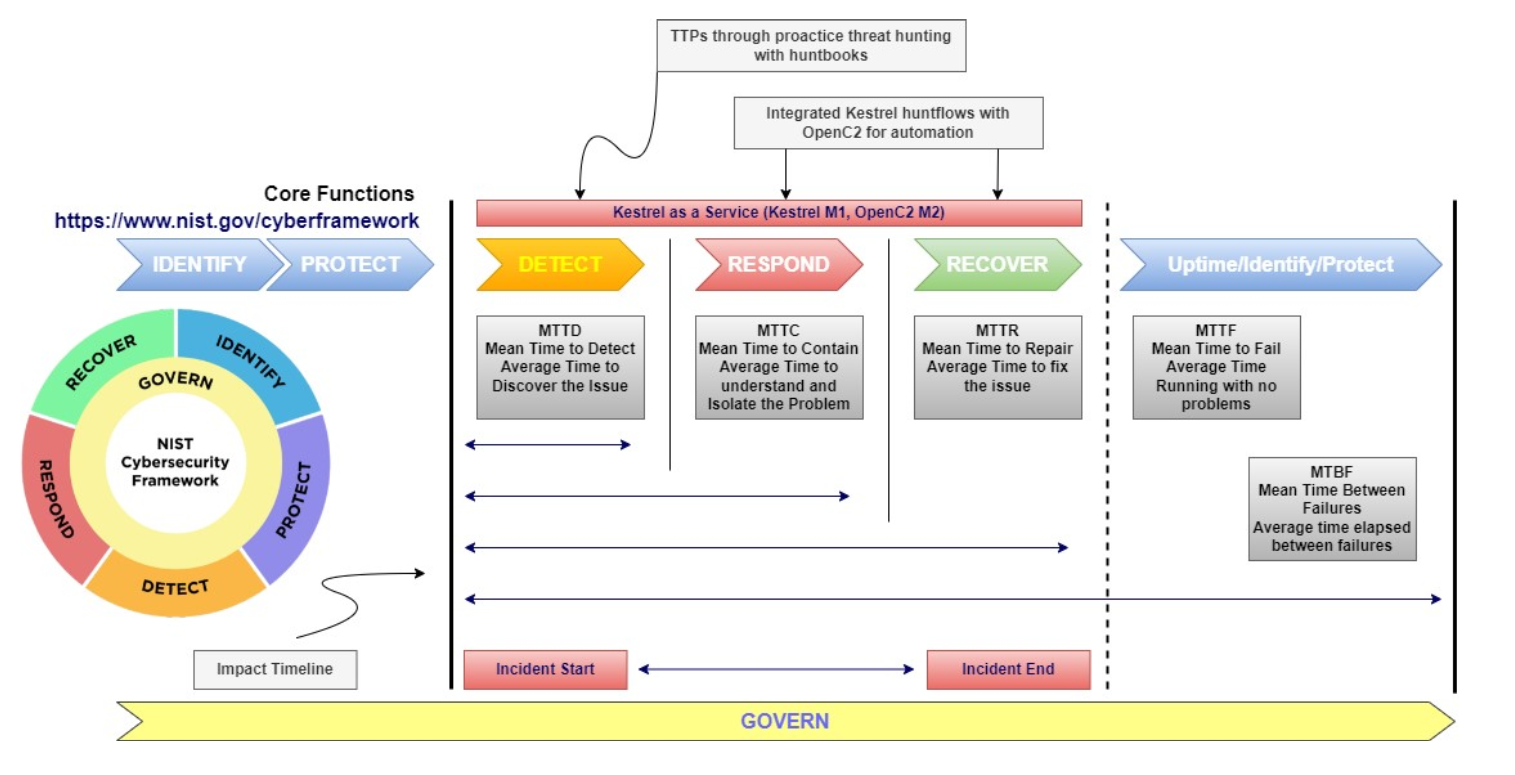 TTPs through proactice threat hunting
with huntbooks
Integrated Kestrel huntflows with
OpenC2 for automation
Core Functions
https://www.nist.gov/cyberframework
Kestrel as a Service (Kestrel M1, OpenC2 M2)
IDENTIFY
PROTECT
DETECT
RESPOND
RECOVER
Uptime/Identify/Protect
MTTD
Mean Time to Detect
Average Time to
Discover the Issue
MTTC
Mean Time to Contain
Average Time to
understand and
Isolate the Problem
MTTR
Mean Time to Repair
Average Time to fix
the issue
MTTF
Mean Time to Fail
Average Time
Running with no
problems
MTBF
Mean Time Between
Failures
Average time elapsed
between failures
RECOVER
IDENTIFY
GOVERN
NIST
Cybersecurity
Framework
RESPOND
PROTECT
DETECT
Impact Timeline
Incident Start
Incident End
GOVERN